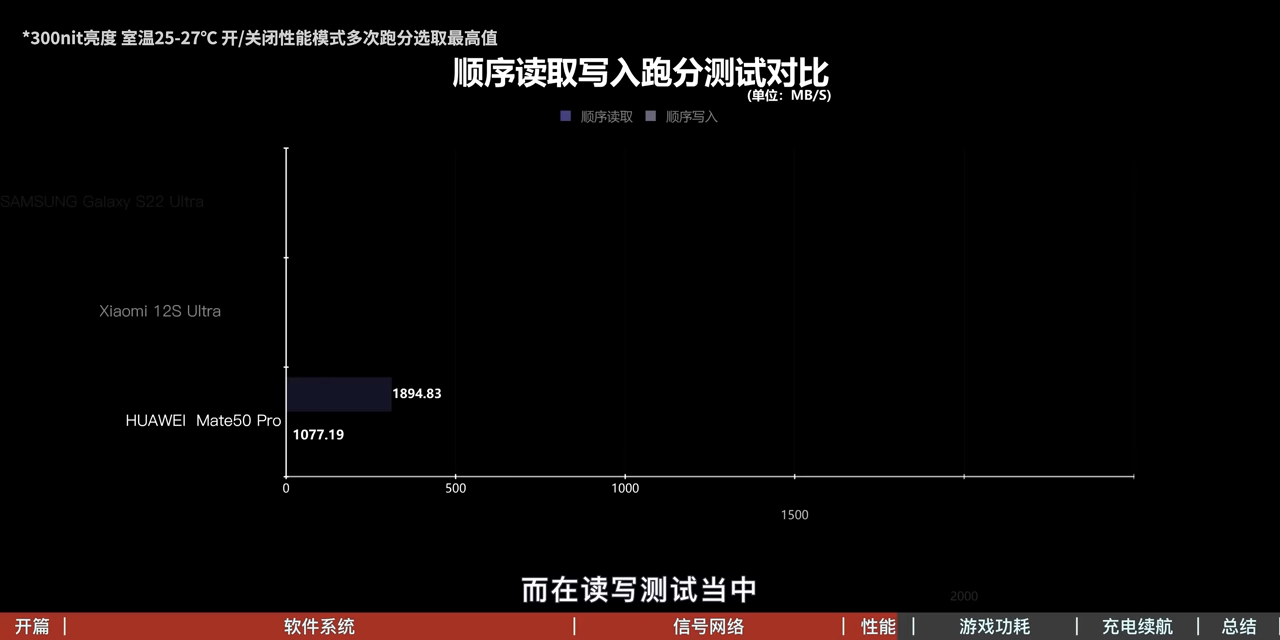 *300nit亮度 室温25-27℃ 开/关闭性能模式多次跑分选取最高值
顺序读取写入跑分测试对比
(单位：MB/S)
顺序读取 顺序写入
SAMSUNG Galaxy S22 Ultra
Xiaomi 12S Ultra
1894.83
HUAWEI Mate50 Pro
1077.19
0 500 1000
1500
而在读写测试当中
2000
开篇 | 软件系统 | 信号网络 | 性能 | 游戏功耗 | 充电续航 | 总结